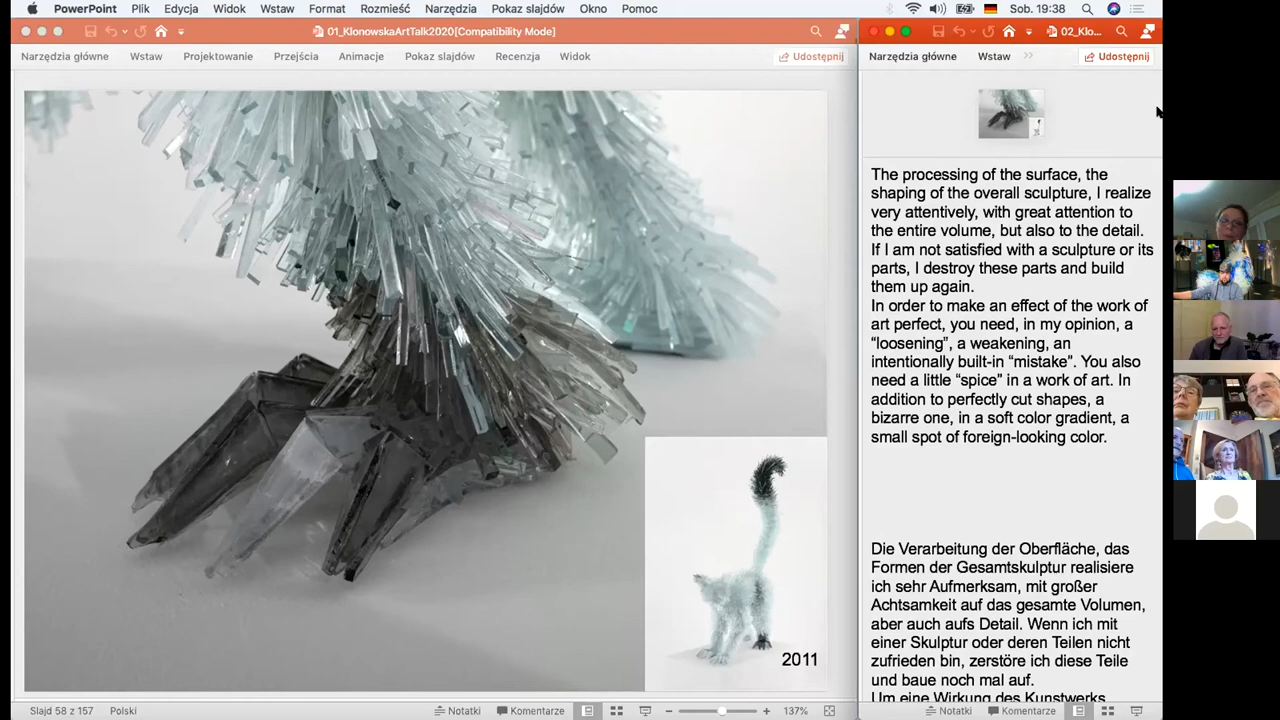 PowerPoint Plik Edycja Widok Wstaw Format Rozmieść Narzędzia Pokaz slajdów Okno Pomoc Sob. 19:38
01_KlonowskaArtTalk2020[Compatibility Mode]
02_Klo...
Narzędzia główne Wstaw Projektowanie Przejścia Animacje Pokaz slajdów Recenzja Widok Udostępnij
Narzędzia główne Wstaw Udostępnij
2011
The processing of the surface, the
shaping of the overall sculpture, I realize
very attentively, with great attention to
the entire volume, but also to the detail.
If I am not satisfied with a sculpture or its
parts, I destroy these parts and build
them up again.
In order to make an effect of the work of
art perfect, you need, in my opinion, a
“loosening”, a weakening, an
intentionally built-in “mistake”. You also
need a little “spice” in a work of art. In
addition to perfectly cut shapes, a
bizarre one, in a soft color gradient, a
small spot of foreign-looking color.
Die Verarbeitung der Oberfläche, das
Formen der Gesamtskulptur realisiere
ich sehr Aufmerksam, mit großer
Achtsamkeit auf das gesamte Volumen,
aber auch aufs Detail. Wenn ich mit
einer Skulptur oder deren Teilen nicht
zufrieden bin, zerstöre ich diese Teile
und baue noch mal auf.
Um eine Wirkung des Kunstwerks
Slajd 58 z 157 Polski Notatki Komentarze 137%
Notatki Komentarze